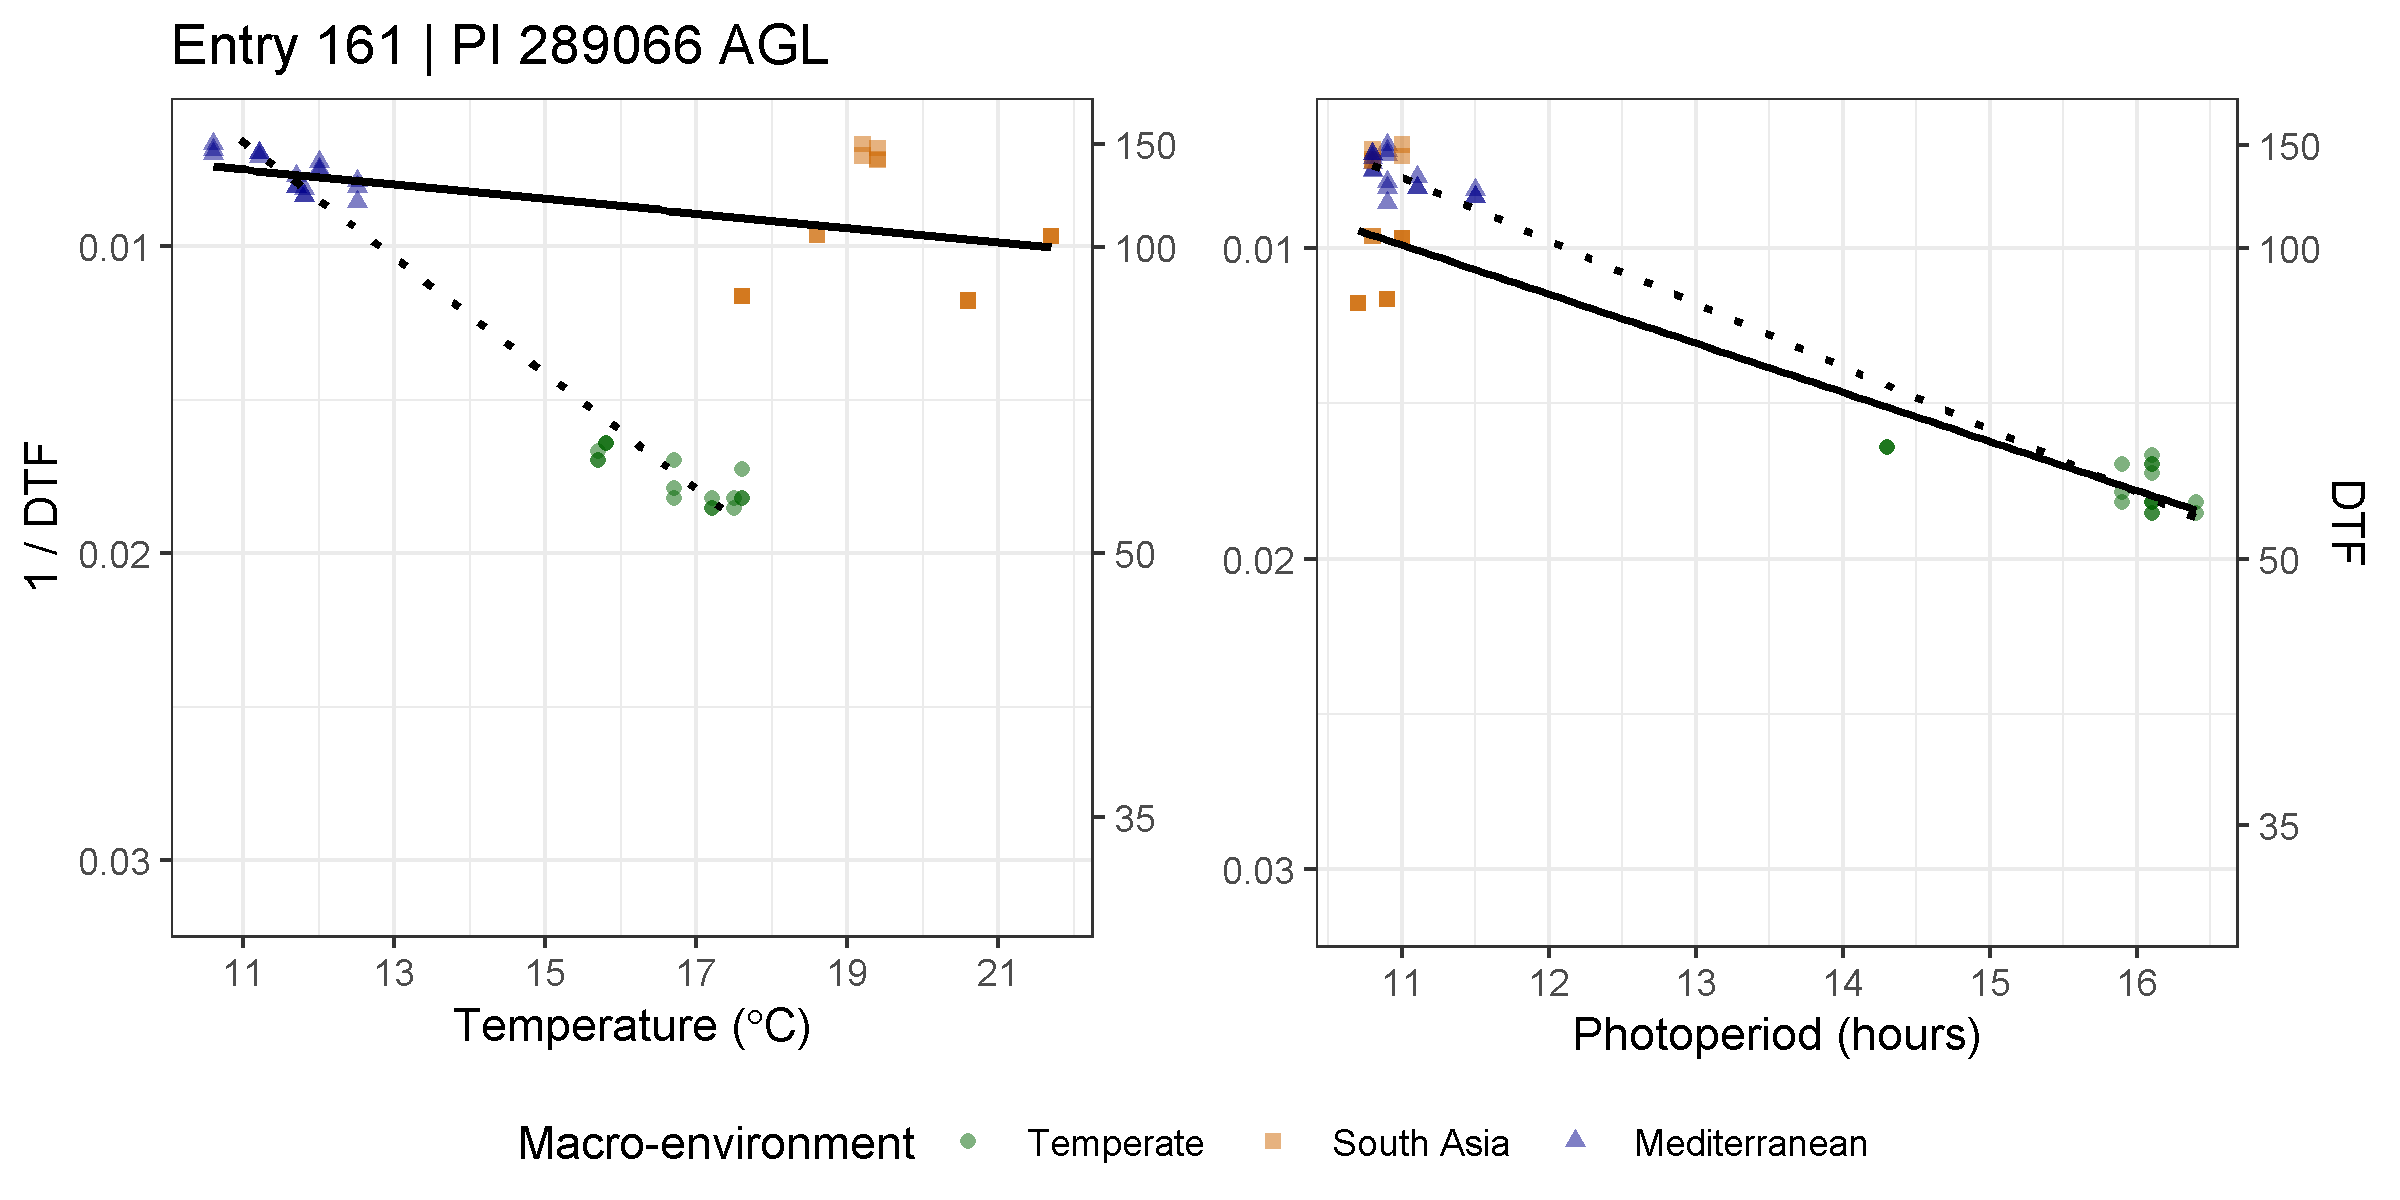 Entry 161 | PI 289066 AGL
1 / DTF
0.01
0.02
0.03
150
100
50
35
11 13 15 17 19 21
Temperature (°C)
0.01
0.02
0.03
150
100
50
35
DTF
11 12 13 14 15 16
Photoperiod (hours)
Macro-environment Temperate South Asia Mediterranean